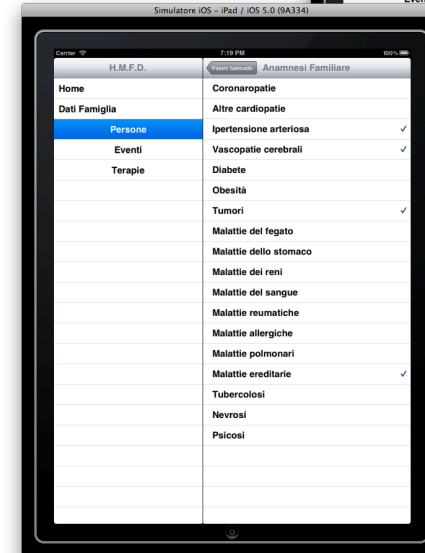 Even
Simulatore iOS – iPad / iOS 5.0 (9A334)
Carrier 7:19 PM 100%
H.M.F.D.
Home
Dati Famiglia
Persone
Eventi
Terapie
Pasini Samuele Anamnesi Familiare
Coronaropatie
Altre cardiopatie
Ipertensione arteriosa ✓
Vascopatie cerebrali ✓
Diabete
Obesità
Tumori ✓
Malattie del fegato
Malattie dello stomaco
Malattie dei reni
Malattie del sangue
Malattie reumatiche
Malattie allergiche
Malattie polmonari
Malattie ereditarie ✓
Tubercolosi
Nevrosi
Psicosi